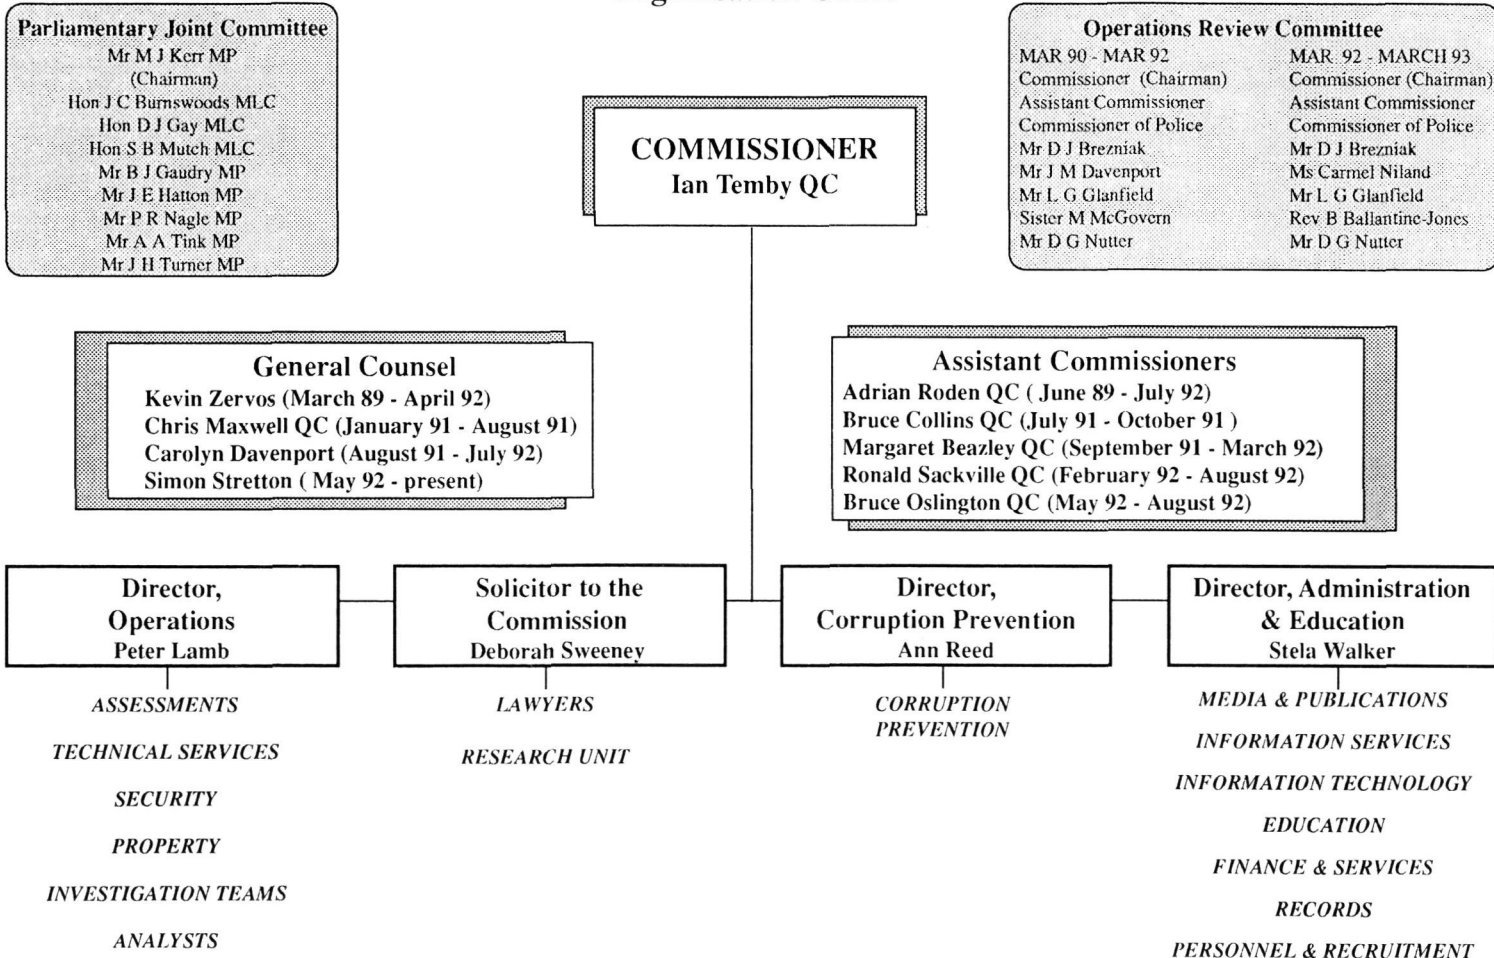 Parliamentary Joint Committee
Mr M J Kerr MP
(Chairman)
Hon J C Burnswoods MLC
Hon D J Gay MLC
Hon S B Mutch MLC
Mr B J Gaudry MP
Mr J E Hatton MP
Mr P R Nagle MP
Mr A A Tink MP
Mr J H Turner MP
Operations Review Committee
MAR 90 - MAR 92
Commissioner (Chairman)
Assistant Commissioner
Commissioner of Police
Mr D J Brezniak
Mr J M Davenport
Mr L G Glanfield
Sister M McGovern
Mr D G Nutter
MAR 92 - MARCH 93
Commissioner (Chairman)
Assistant Commissioner
Commissioner of Police
Mr D J Brezniak
Ms Carmel Niland
Mr L G Glanfield
Rev B Ballantine-Jones
Mr D G Nutter
COMMISSIONER
Ian Temby QC
General Counsel
Kevin Zervos (March 89 - April 92)
Chris Maxwell QC (January 91 - August 91)
Carolyn Davenport (August 91 - July 92)
Simon Stretton ( May 92 - present)
Assistant Commissioners
Adrian Roden QC ( June 89 - July 92)
Bruce Collins QC (July 91 - October 91 )
Margaret Beazley QC (September 91 - March 92)
Ronald Sackville QC (February 92 - August 92)
Bruce Oslington QC (May 92 - August 92)
Director,
Operations
Peter Lamb
ASSESSMENTS
TECHNICAL SERVICES
SECURITY
PROPERTY
INVESTIGATION TEAMS
ANALYSTS
Solicitor to the
Commission
Deborah Sweeney
LAWYERS
RESEARCH UNIT
Director,
Corruption Prevention
Ann Reed
CORRUPTION
PREVENTION
Director, Administration
& Education
Stela Walker
MEDIA & PUBLICATIONS
INFORMATION SERVICES
INFORMATION TECHNOLOGY
EDUCATION
FINANCE & SERVICES
RECORDS
PERSONNEL & RECRUITMENT